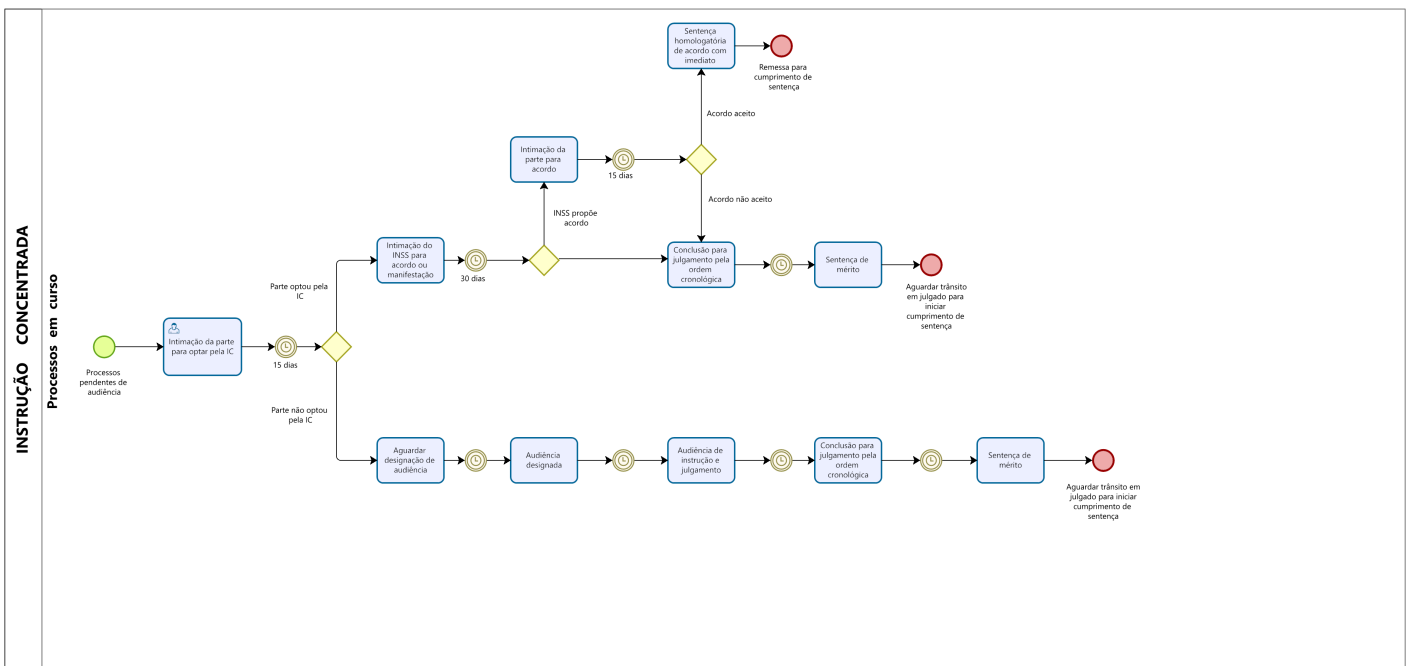 INSTRUÇÃO CONCENTRADA
Processos em curso
Sentença
homologatória
de acordo com
imediato
Remessa para
cumprimento de
sentença
Acordo aceito
Intimação da
parte para
acordo
15 dias
Acordo não aceito
INSS propõe
acordo
Intimação do
INSS para
acordo ou
manifestação
30 dias
Conclusão para
julgamento pela
ordem
cronológica
Sentença de
mérito
Aguardar trânsito
em julgado para
iniciar
cumprimento de
sentença
Parte optou pela
IC
Processos
pendentes de
audiência
Intimação da parte
para optar pela IC
15 dias
Parte não optou
pela IC
Aguardar
designação de
audiência
Audiência
designada
Audiência de
instrução e
julgamento
Conclusão para
julgamento pela
ordem
cronológica
Sentença de
mérito
Aguardar trânsito em
julgado para iniciar
cumprimento de
sentença